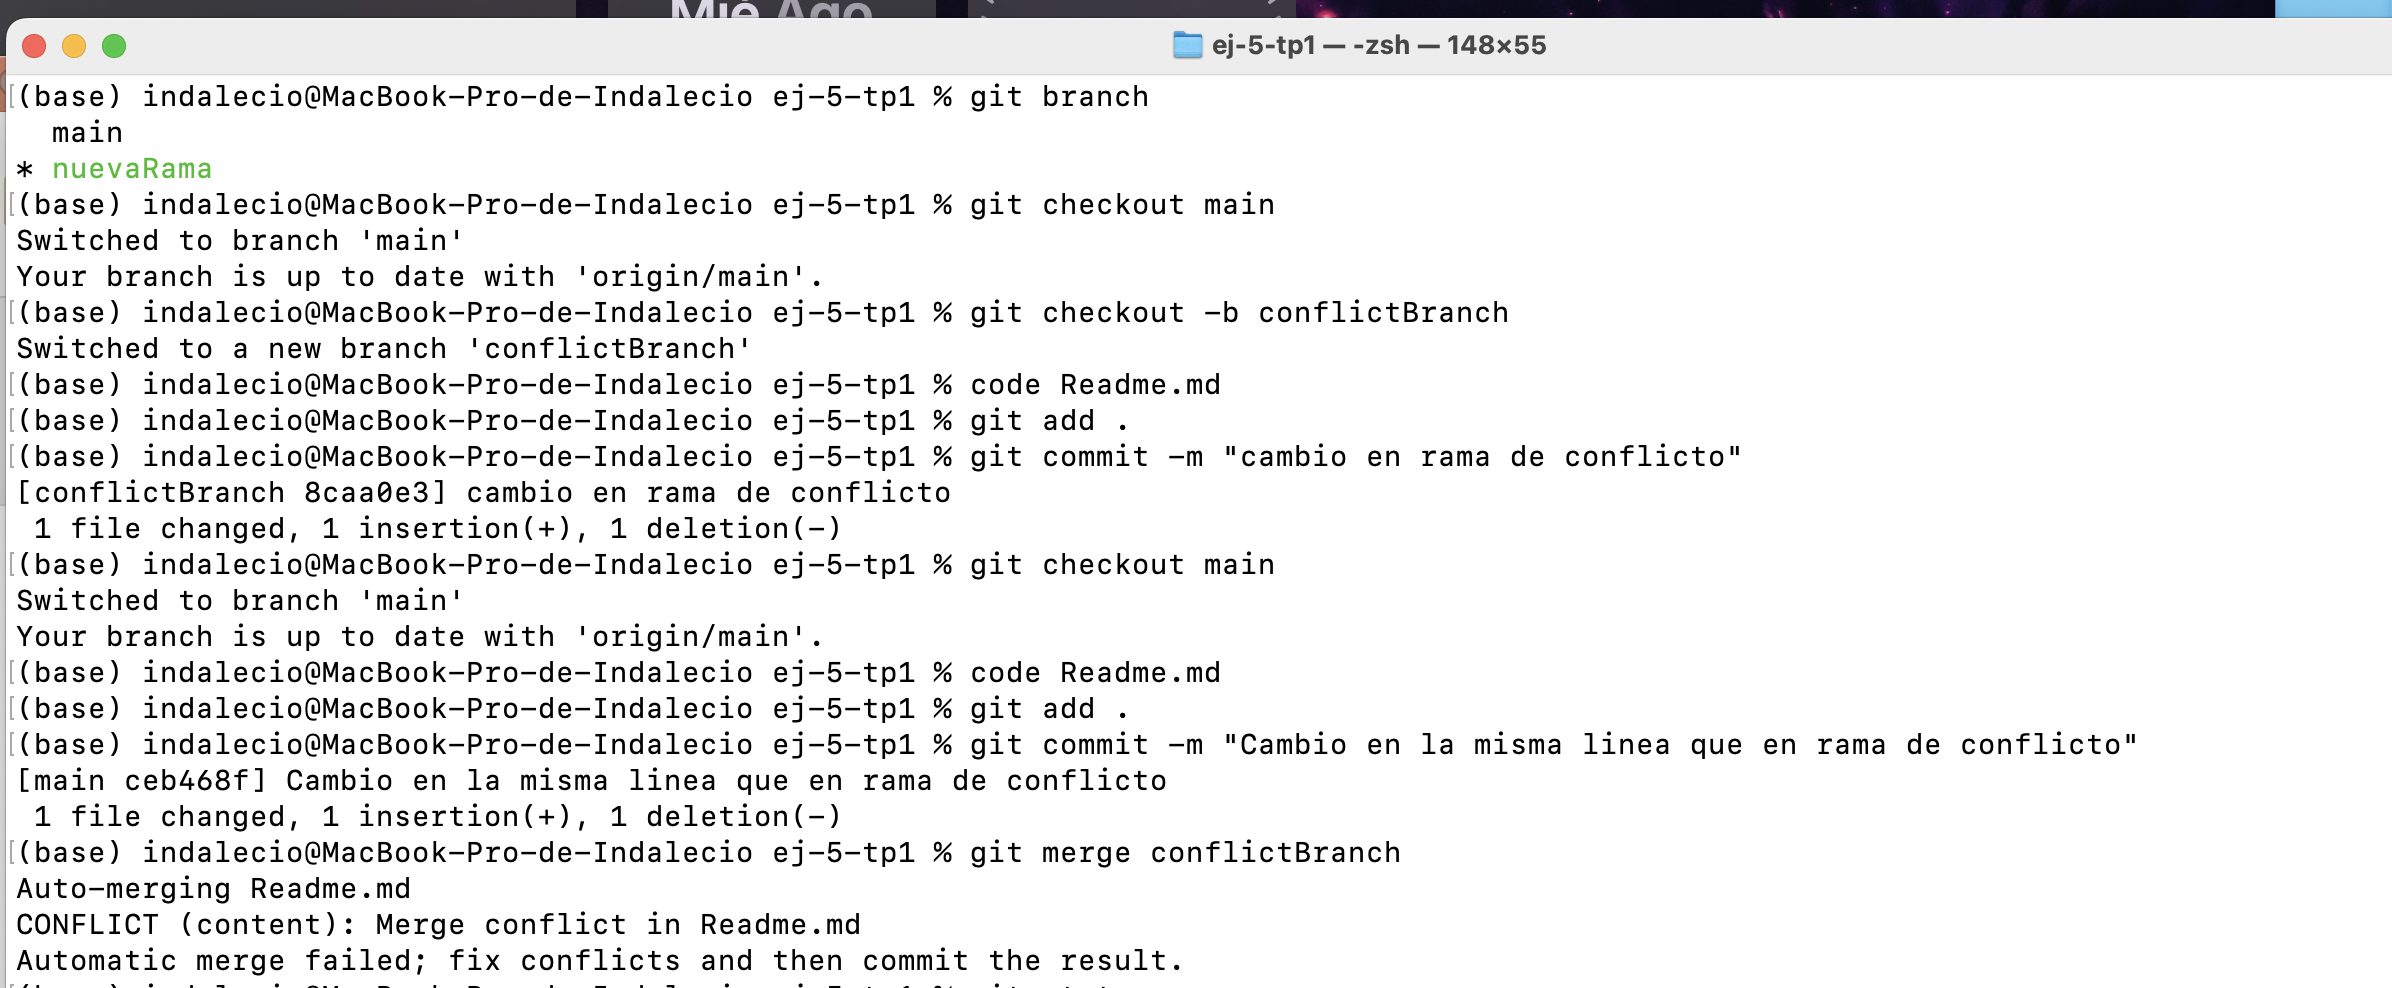 Mié Ago
ej-5-tp1 — -zsh — 148×55
(base) indalecio@MacBook-Pro-de-Indalecio ej-5-tp1 % git branch
  main
* nuevaRama
(base) indalecio@MacBook-Pro-de-Indalecio ej-5-tp1 % git checkout main
Switched to branch 'main'
Your branch is up to date with 'origin/main'.
(base) indalecio@MacBook-Pro-de-Indalecio ej-5-tp1 % git checkout -b conflictBranch
Switched to a new branch 'conflictBranch'
(base) indalecio@MacBook-Pro-de-Indalecio ej-5-tp1 % code Readme.md
(base) indalecio@MacBook-Pro-de-Indalecio ej-5-tp1 % git add .
(base) indalecio@MacBook-Pro-de-Indalecio ej-5-tp1 % git commit -m "cambio en rama de conflicto"
[conflictBranch 8caa0e3] cambio en rama de conflicto
 1 file changed, 1 insertion(+), 1 deletion(-)
(base) indalecio@MacBook-Pro-de-Indalecio ej-5-tp1 % git checkout main
Switched to branch 'main'
Your branch is up to date with 'origin/main'.
(base) indalecio@MacBook-Pro-de-Indalecio ej-5-tp1 % code Readme.md
(base) indalecio@MacBook-Pro-de-Indalecio ej-5-tp1 % git add .
(base) indalecio@MacBook-Pro-de-Indalecio ej-5-tp1 % git commit -m "Cambio en la misma linea que en rama de conflicto"
[main ceb468f] Cambio en la misma linea que en rama de conflicto
 1 file changed, 1 insertion(+), 1 deletion(-)
(base) indalecio@MacBook-Pro-de-Indalecio ej-5-tp1 % git merge conflictBranch
Auto-merging Readme.md
CONFLICT (content): Merge conflict in Readme.md
Automatic merge failed; fix conflicts and then commit the result.